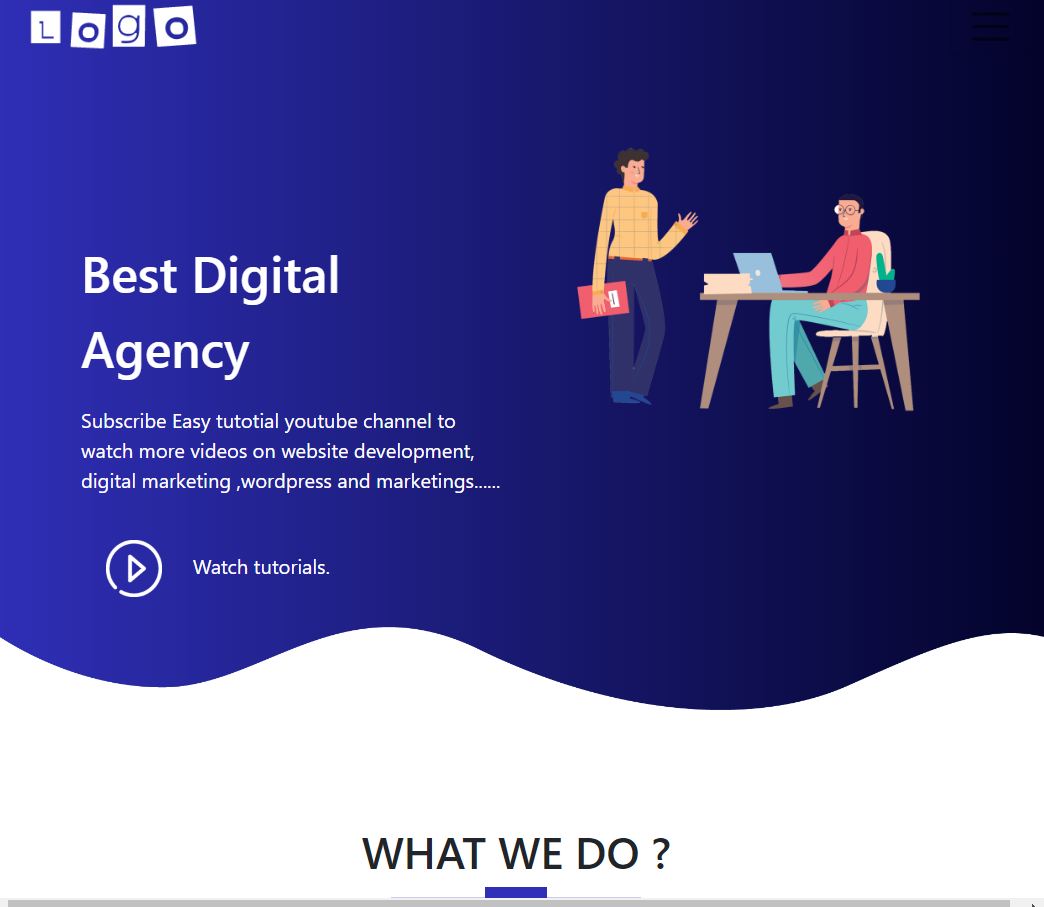 Logo
Best Digital
Agency
Subscribe Easy tutotial youtube channel to
watch more videos on website development,
digital marketing ,wordpress and marketings......
Watch tutorials.
WHAT WE DO ?